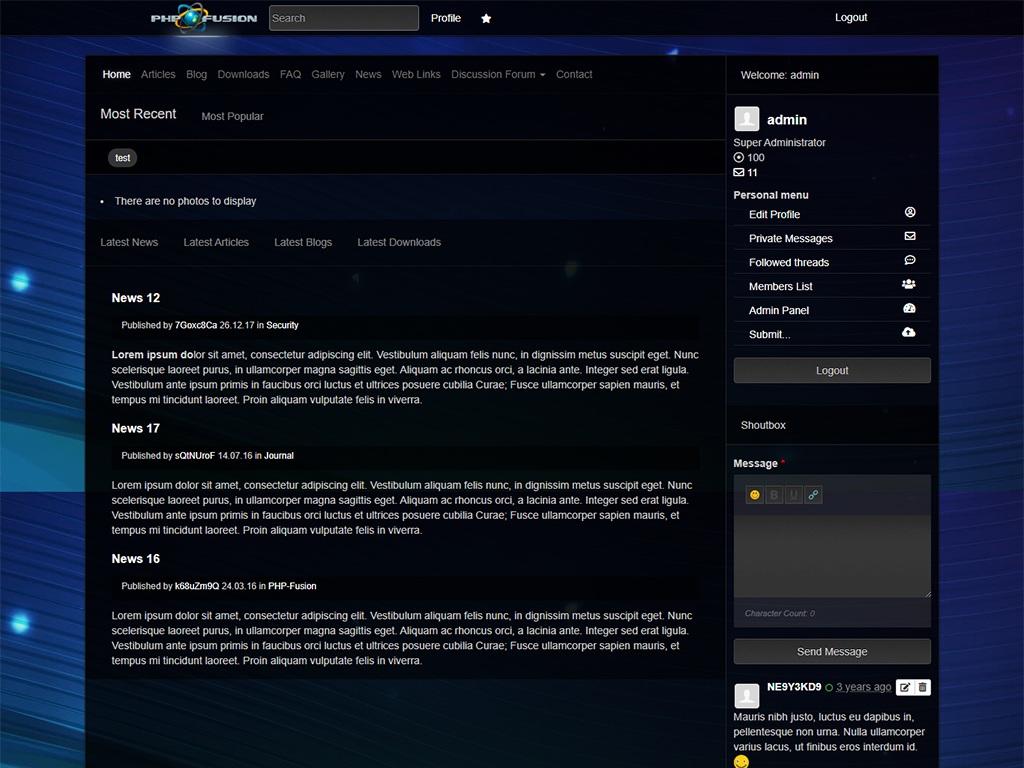 PHP FUSION
Search
Profile
Logout
Home Articles Blog Downloads FAQ Gallery News Web Links Discussion Forum Contact
Most Recent Most Popular
test
• There are no photos to display
Latest News Latest Articles Latest Blogs Latest Downloads
News 12
Published by 7Goxc8Ca 26.12.17 in Security
Lorem ipsum dolor sit amet, consectetur adipiscing elit. Vestibulum aliquam felis nunc, in dignissim metus suscipit eget. Nunc
scelerisque laoreet purus, in ullamcorper magna sagittis eget. Aliquam ac rhoncus orci, a lacinia ante. Integer sed erat ligula.
Vestibulum ante ipsum primis in faucibus orci luctus et ultrices posuere cubilia Curae; Fusce ullamcorper sapien mauris, et
tempus mi tincidunt laoreet. Proin aliquam vulputate felis in viverra.
News 17
Published by sQtNUroF 14.07.16 in Journal
Lorem ipsum dolor sit amet, consectetur adipiscing elit. Vestibulum aliquam felis nunc, in dignissim metus suscipit eget. Nunc
scelerisque laoreet purus, in ullamcorper magna sagittis eget. Aliquam ac rhoncus orci, a lacinia ante. Integer sed erat ligula.
Vestibulum ante ipsum primis in faucibus orci luctus et ultrices posuere cubilia Curae; Fusce ullamcorper sapien mauris, et
tempus mi tincidunt laoreet. Proin aliquam vulputate felis in viverra.
News 16
Published by k68uZm9Q 24.03.16 in PHP-Fusion
Lorem ipsum dolor sit amet, consectetur adipiscing elit. Vestibulum aliquam felis nunc, in dignissim metus suscipit eget. Nunc
scelerisque laoreet purus, in ullamcorper magna sagittis eget. Aliquam ac rhoncus orci, a lacinia ante. Integer sed erat ligula.
Vestibulum ante ipsum primis in faucibus orci luctus et ultrices posuere cubilia Curae; Fusce ullamcorper sapien mauris, et
tempus mi tincidunt laoreet. Proin aliquam vulputate felis in viverra.
Welcome: admin
admin
Super Administrator
100
11
Personal menu
Edit Profile
Private Messages
Followed threads
Members List
Admin Panel
Submit...
Logout
Shoutbox
Message *
B U
Character Count: 0
Send Message
NE9Y3KD9 3 years ago
Mauris nibh justo, luctus eu dapibus in,
pellentesque non urna. Nulla ullamcorper
varius lacus, ut finibus eros interdum id.